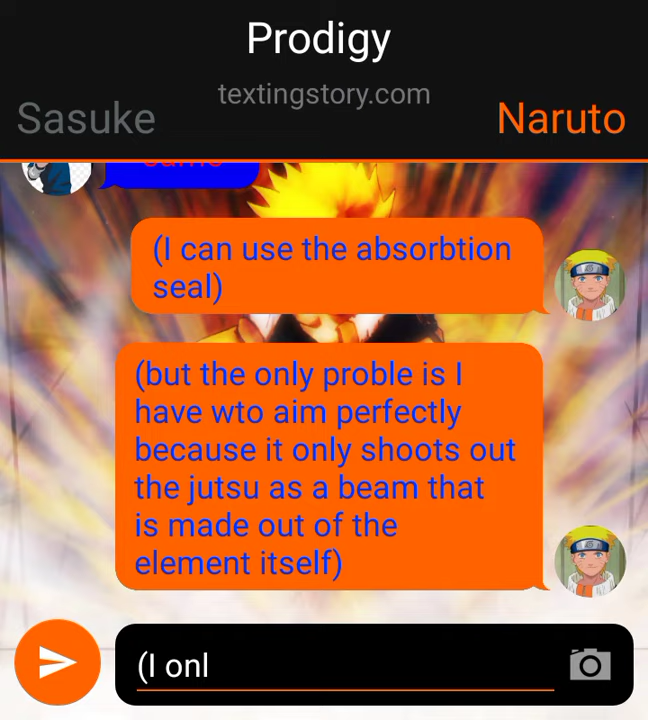 Prodigy
textingstory.com
Sasuke
Naruto
(I can use the absorbtion
seal)
(but the only proble is I
have wto aim perfectly
because it only shoots out
the jutsu as a beam that
is made out of the
element itself)
(I onl